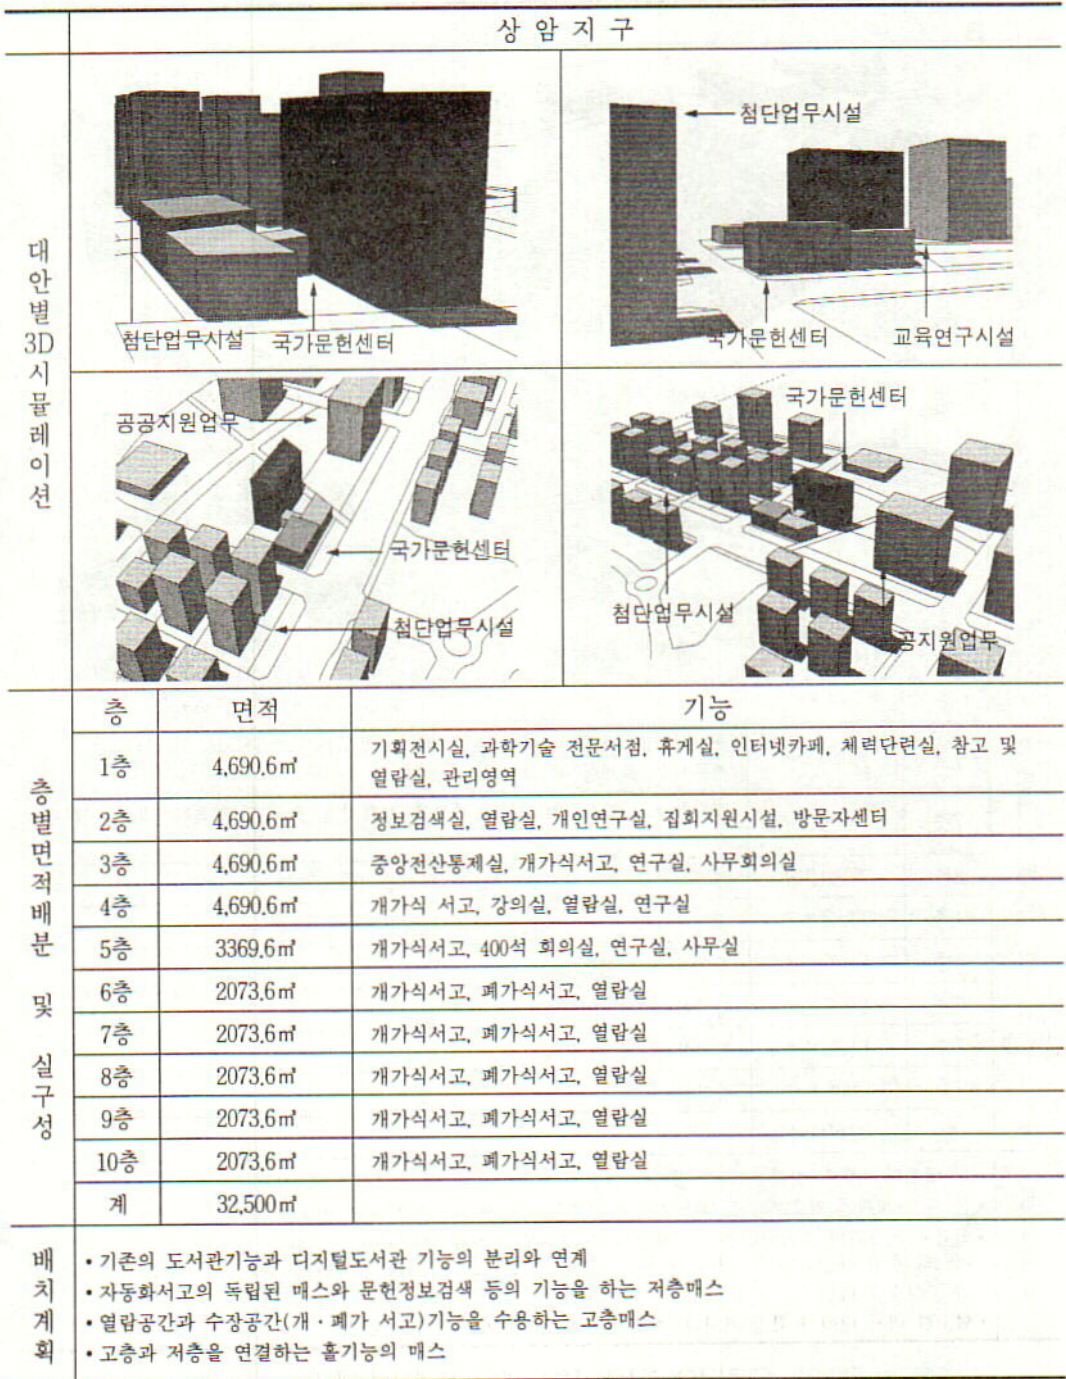 상암지구
대안별3D시뮬레이션
첨단업무시설
국가문헌센터
첨단업무시설
국가문헌센터
교육연구시설
공공지원업무
국가문헌센터
첨단업무시설
국가문헌센터
첨단업무시설
공지원업무
층별면적배분 및 실구성
층 면적 기능
1층 4,690.6㎡ 기획전시실, 과학기술 전문서점, 휴게실, 인터넷카페, 체력단련실, 참고 및
열람실, 관리영역
2층 4,690.6㎡ 정보검색실, 열람실, 개인연구실, 집회지원시설, 방문자센터
3층 4,690.6㎡ 중앙전산통제실, 개가식서고, 연구실, 사무회의실
4층 4,690.6㎡ 개가식 서고, 강의실, 열람실, 연구실
5층 3369.6㎡ 개가식서고, 400석 회의실, 연구실, 사무실
6층 2073.6㎡ 개가식서고, 폐가식서고, 열람실
7층 2073.6㎡ 개가식서고, 폐가식서고, 열람실
8층 2073.6㎡ 개가식서고, 폐가식서고, 열람실
9층 2073.6㎡ 개가식서고, 폐가식서고, 열람실
10층 2073.6㎡ 개가식서고, 폐가식서고, 열람실
계 32,500㎡
배치계획
• 기존의 도서관기능과 디지털도서관 기능의 분리와 연계
• 자동화서고의 독립된 매스와 문헌정보검색 등의 기능을 하는 저층매스
• 열람공간과 수장공간(개 · 폐가 서고)기능을 수용하는 고층매스
• 고층과 저층을 연결하는 홀기능의 매스